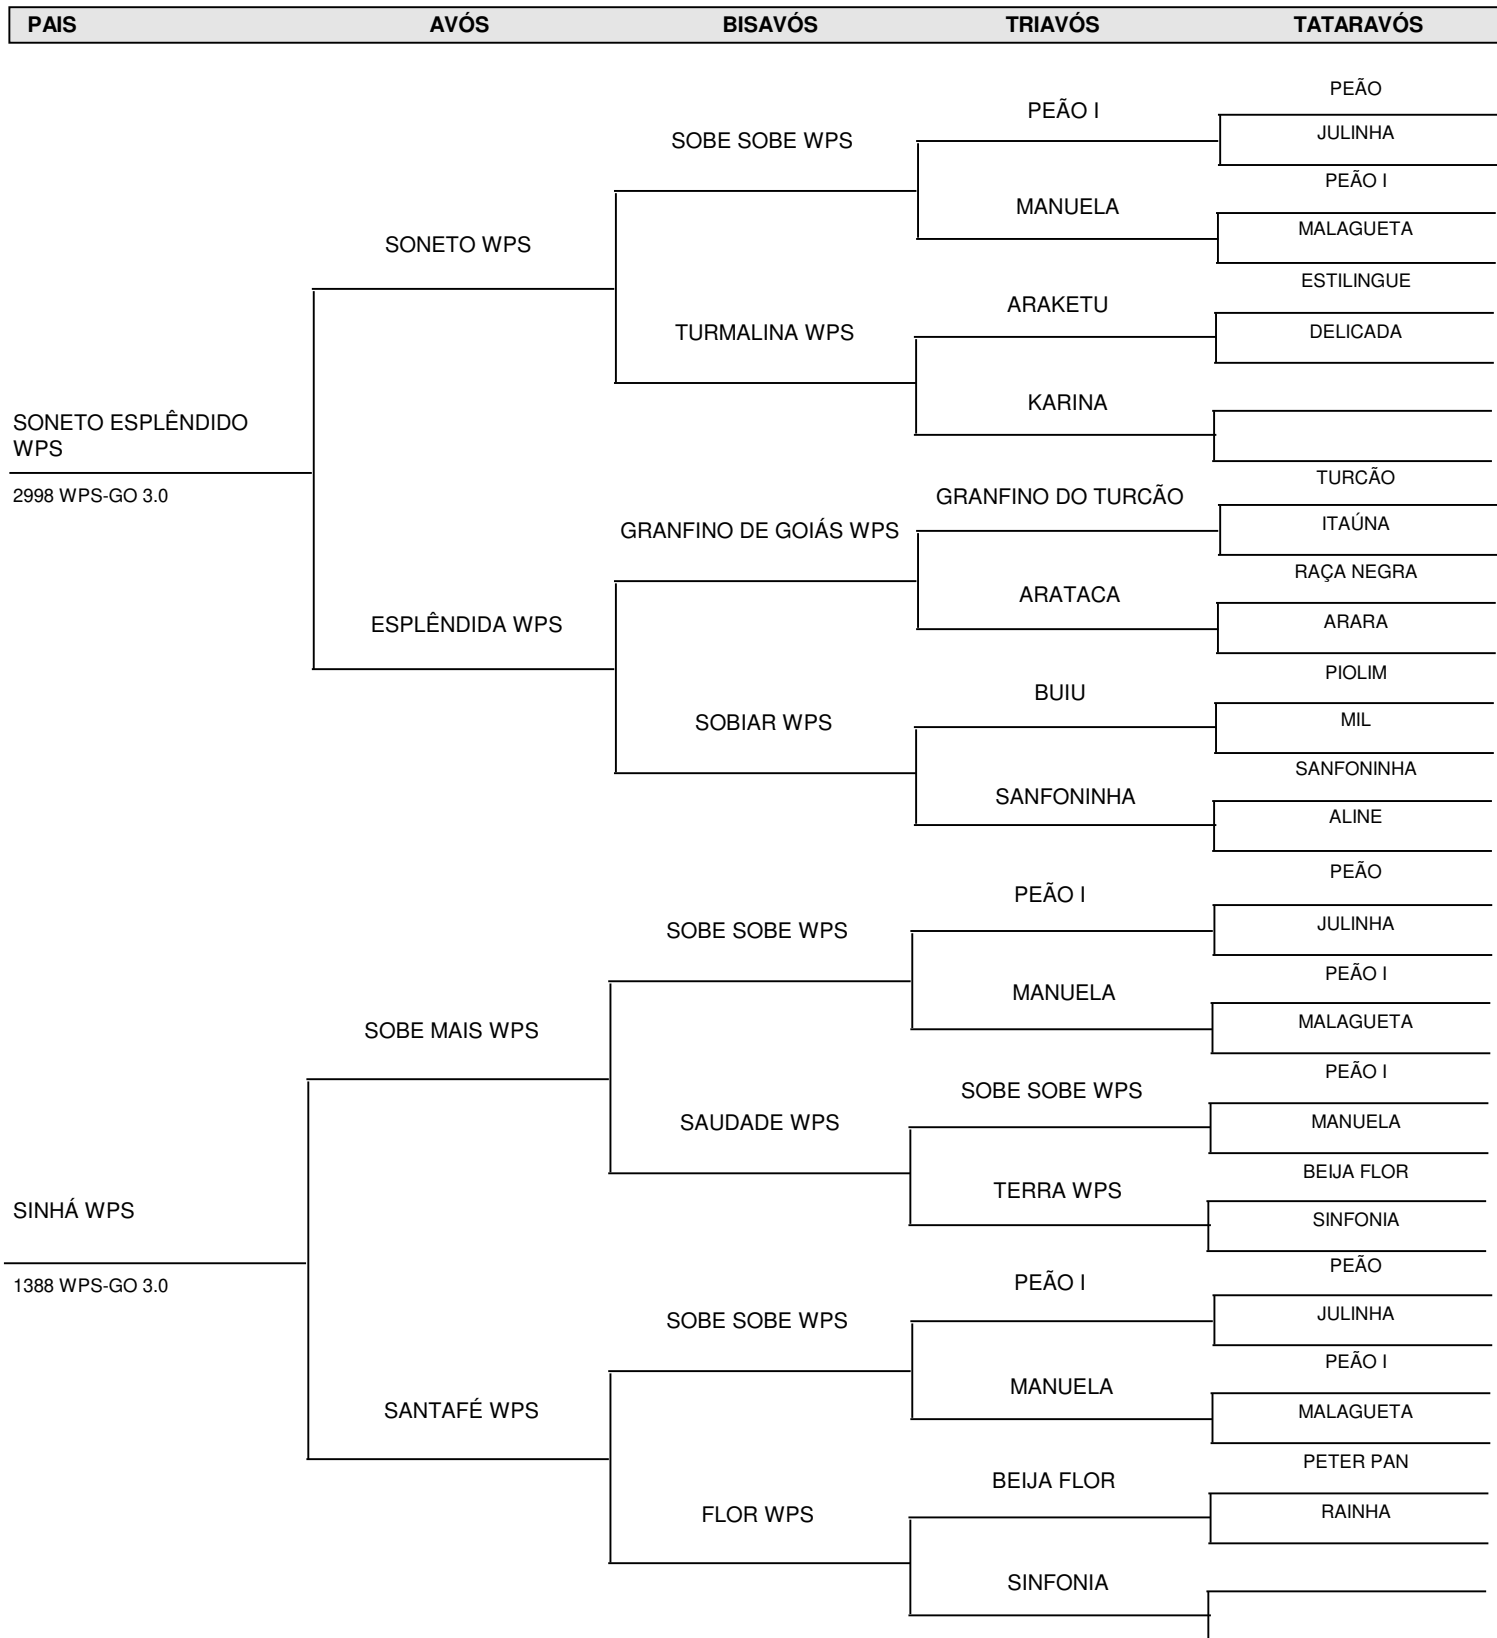 PAIS AVÓS BISAVÓS TRIAVÓS TATARAVÓS
PEÃO
PEÃO I
JULINHA
SOBE SOBE WPS
PEÃO I
MANUELA
MALAGUETA
SONETO WPS
ESTILINGUE
ARAKETU
TURMALINA WPS
DELICADA
KARINA
SONETO ESPLÊNDIDO
WPS
TURCÃO
2998 WPS-GO 3.0
GRANFINO DO TURCÃO
ITAÚNA
GRANFINO DE GOIÁS WPS
RAÇA NEGRA
ARATACA
ARARA
ESPLÊNDIDA WPS
PIOLIM
BUIU
MIL
SOBIAR WPS
SANFONINHA
SANFONINHA
ALINE
PEÃO
PEÃO I
JULINHA
SOBE SOBE WPS
PEÃO I
MANUELA
MALAGUETA
SOBE MAIS WPS
PEÃO I
SOBE SOBE WPS
SAUDADE WPS
MANUELA
BEIJA FLOR
TERRA WPS
SINHÁ WPS
SINFONIA
PEÃO
1388 WPS-GO 3.0
PEÃO I
JULINHA
SOBE SOBE WPS
PEÃO I
MANUELA
SANTAFÉ WPS
MALAGUETA
PETER PAN
BEIJA FLOR
RAINHA
FLOR WPS
SINFONIA